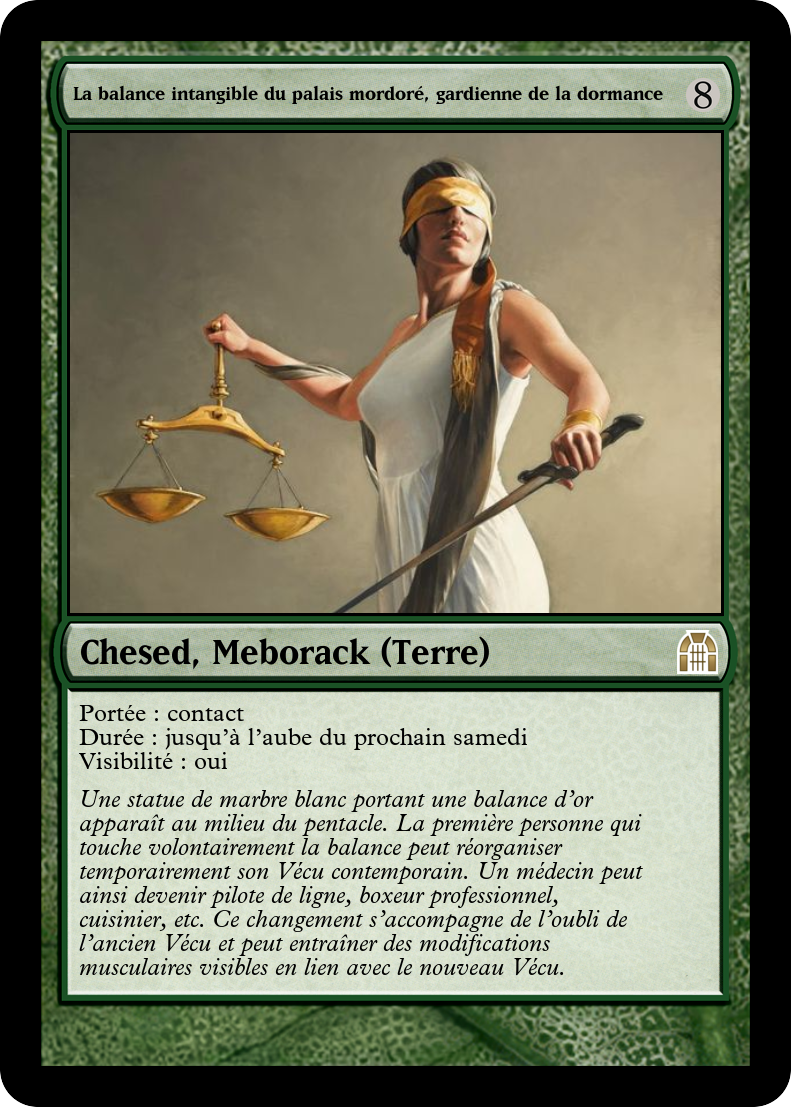 La balance intangible du palais mordoré, gardienne de la dormance
8
Chesed, Meborack (Terre)
Portée : contact
Durée : jusqu'à l'aube du prochain samedi
Visibilité : oui
Une statue de marbre blanc portant une balance d'or
apparaît au milieu du pentacle. La première personne qui
touche volontairement la balance peut réorganiser
temporairement son Vécu contemporain. Un médecin peut
ainsi devenir pilote de ligne, boxeur professionnel,
cuisinier, etc. Ce changement s'accompagne de l'oubli de
l'ancien Vécu et peut entraîner des modifications
musculaires visibles en lien avec le nouveau Vécu.